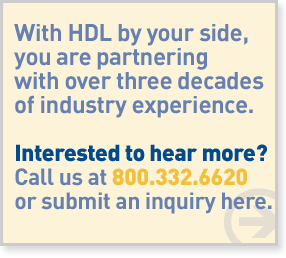 With HDL by your side,
you are partnering
with over three decades
of industry experience.
Interested to hear more?
Call us at 800.332.6620
or submit an inquiry here.